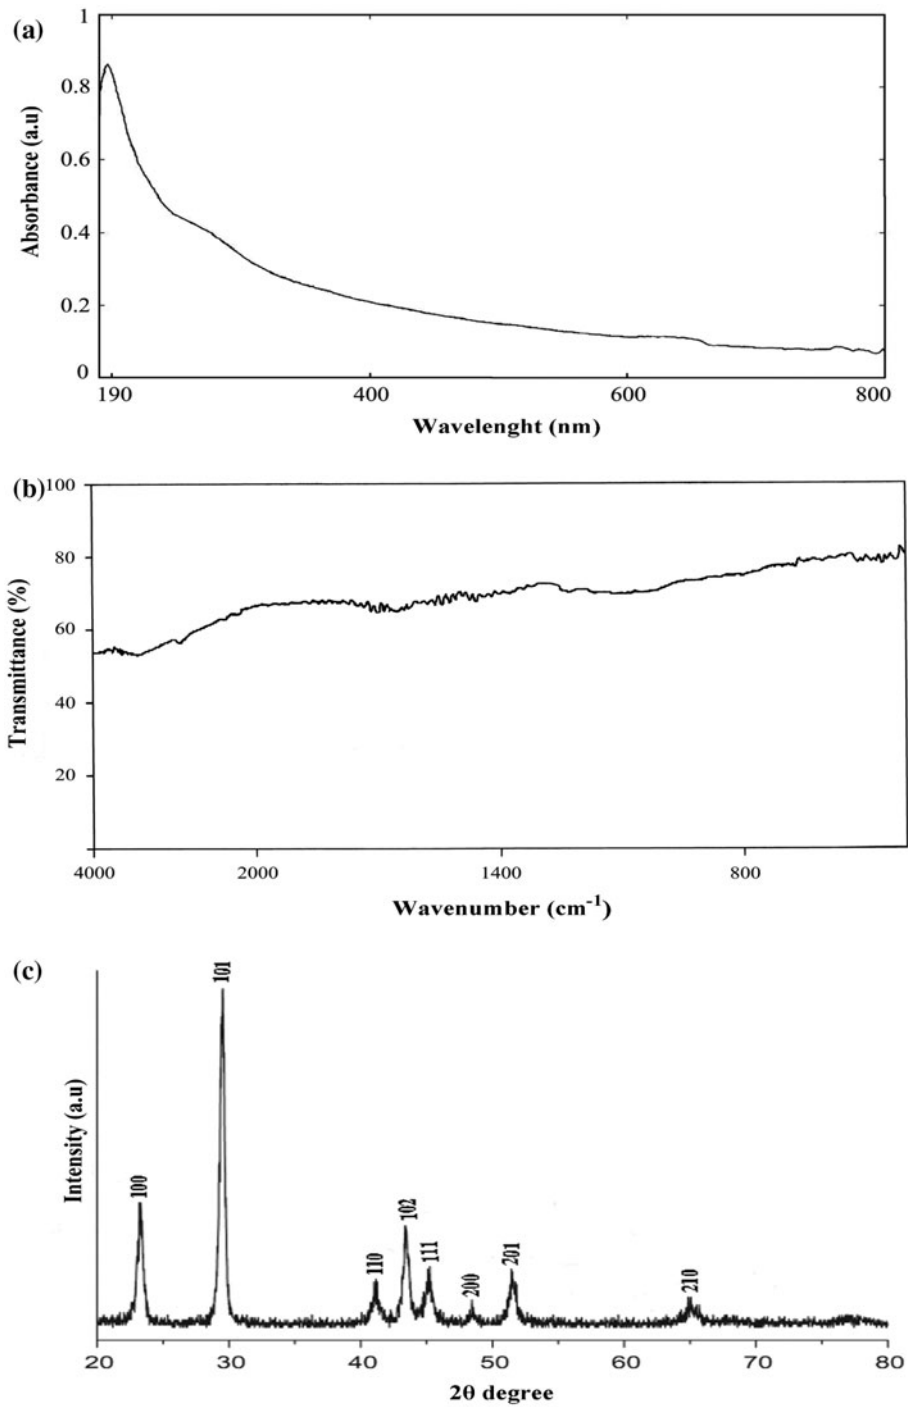 (a)
1
0.8
0.6
0.4
0.2
0
Absorbance (a.u)
190 400 600 800
Wavelenght (nm)
(b)
100
80
60
40
20
Transmittance (%)
4000 2000 1400 800
Wavenumber (cm⁻¹)
(c)
Intensity (a.u)
100
101
110
102
111
200
201
210
20 30 40 50 60 70 80
2θ degree